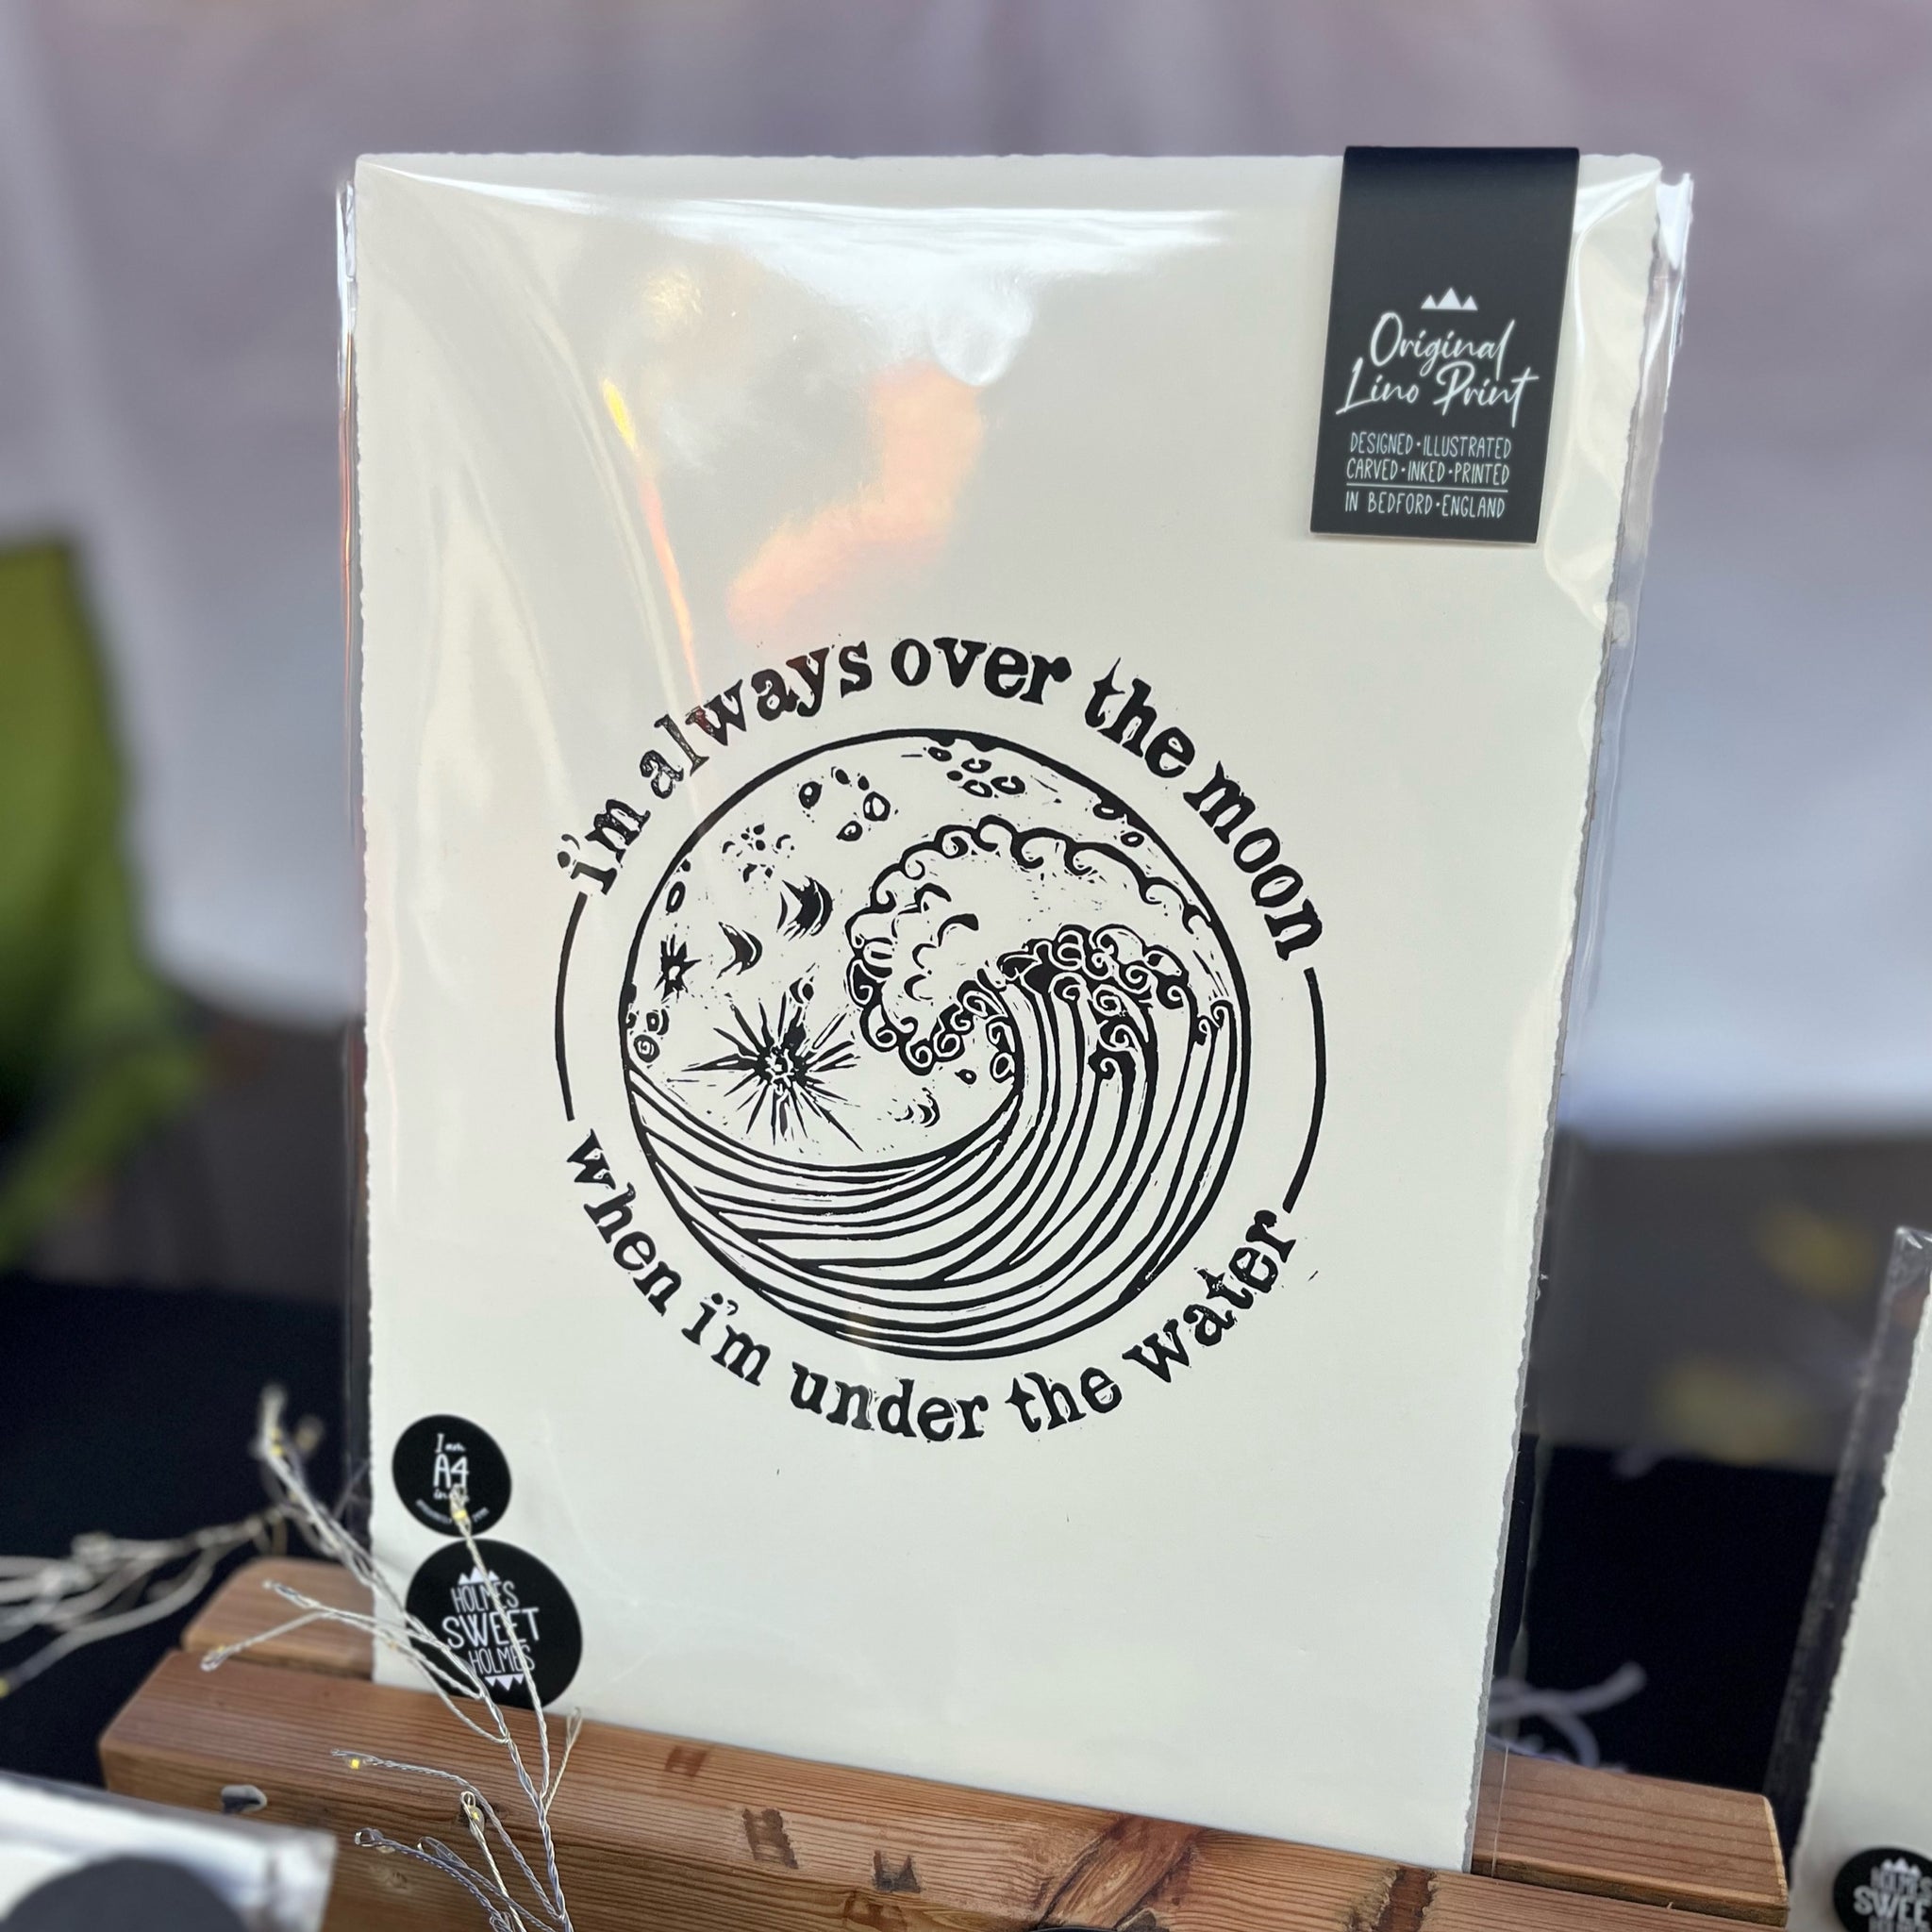 Original
Lino Print
DESIGNED·ILLUSTRATED
CARVED·INKED·PRINTED
IN BEDFORD·ENGLAND
i'm always over the moon
when i'm under the water
I am
A4
HOLMES
SWEET
HOLMES
HOLMES